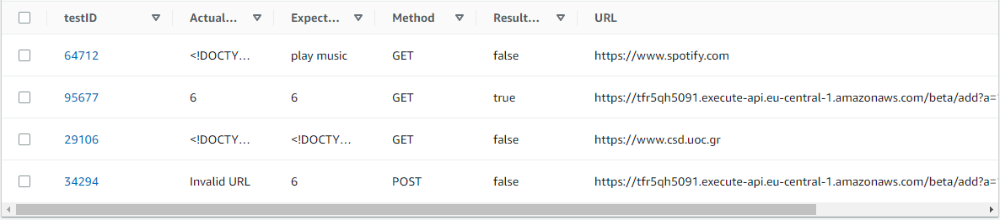 testID Actual... Expect... Method Result... URL
64712 <!DOCTY... play music GET false https://www.spotify.com
95677 6 6 GET true https://tfr5qh5091.execute-api.eu-central-1.amazonaws.com/beta/add?a=
29106 <!DOCTY... <!DOCTY... GET false https://www.csd.uoc.gr
34294 Invalid URL 6 POST false https://tfr5qh5091.execute-api.eu-central-1.amazonaws.com/beta/add?a=